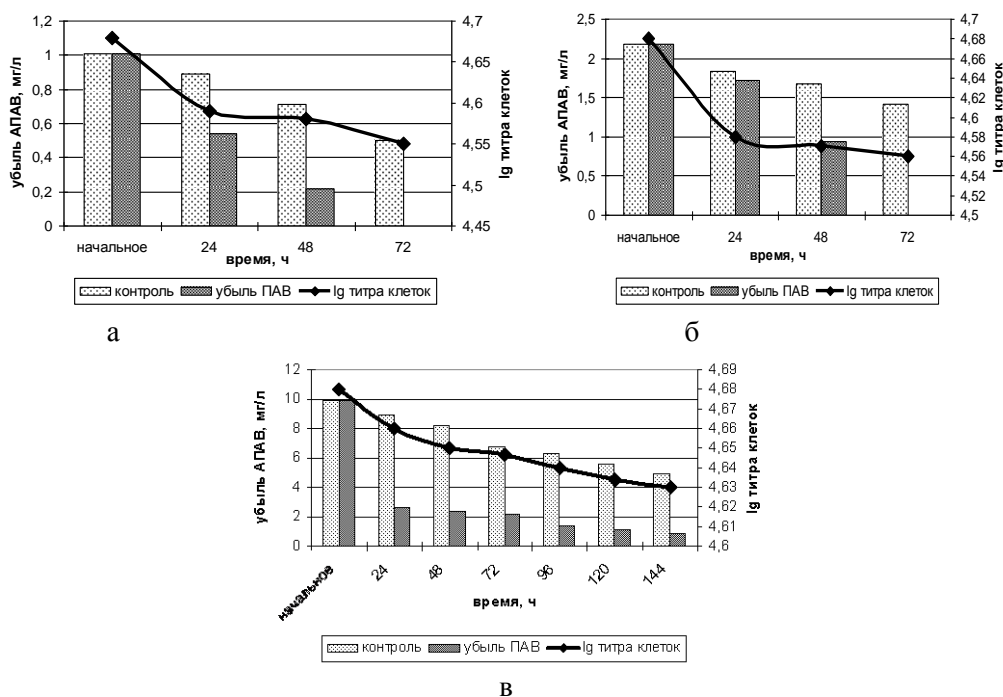 1,2
1
0,8
0,6
0,4
0,2
0
убыль АПАВ, мг/л
4,7
4,65
4,6
4,55
4,5
4,45
lg титра клеток
начальное 24 48 72
время, ч
контроль убыль ПАВ lg титра клеток
а
2,5
2
1,5
1
0,5
0
убыль АПАВ, мг/л
4,7
4,68
4,66
4,64
4,62
4,6
4,58
4,56
4,54
4,52
4,5
lg титра клеток
начальное 24 48 72
время, ч
контроль убыль ПАВ lg титра клеток
б
12
10
8
6
4
2
0
убыль АПАВ, мг/л
4,69
4,68
4,67
4,66
4,65
4,64
4,63
4,62
4,61
4,6
lg титра клеток
начальное 24 48 72 96 120 144
время, ч
контроль убыль ПАВ lg титра клеток
в